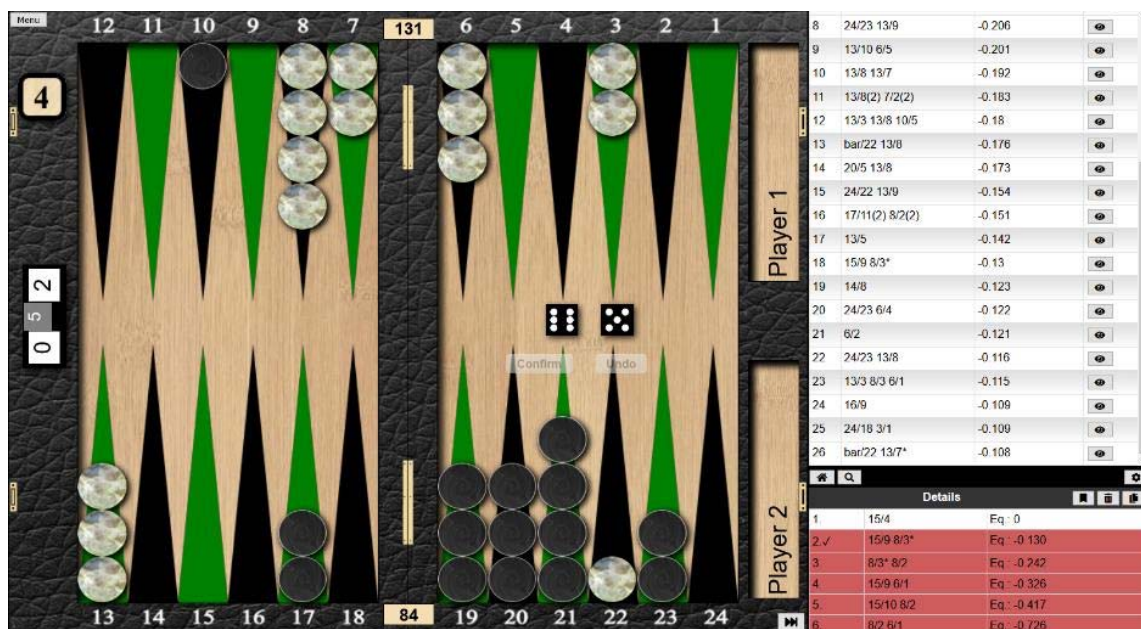 Menu
12 11 10 9 8 7 131 6 5 4 3 2 1
4
Player 1
2
5
0
Confirm Undo
Player 2
13 14 15 16 17 18 84 19 20 21 22 23 24
8 24/23 13/9 -0.206
9 13/10 6/5 -0.201
10 13/8 13/7 -0.192
11 13/8(2) 7/2(2) -0.183
12 13/3 13/8 10/5 -0.18
13 bar/22 13/8 -0.176
14 20/5 13/8 -0.173
15 24/22 13/9 -0.154
16 17/11(2) 8/2(2) -0.151
17 13/5 -0.142
18 15/9 8/3* -0.13
19 14/8 -0.123
20 24/23 6/4 -0.122
21 6/2 -0.121
22 24/23 13/8 -0.116
23 13/3 8/3 6/1 -0.115
24 16/9 -0.109
25 24/18 3/1 -0.109
26 bar/22 13/7* -0.108
Details
1. 15/4 Eq.: 0
2.✓ 15/9 8/3* Eq.: -0.130
3. 8/3* 8/2 Eq.: -0.242
4. 15/9 6/1 Eq.: -0.326
5. 15/10 8/2 Eq.: -0.417
6. 8/2 6/1 Eq.: -0.726